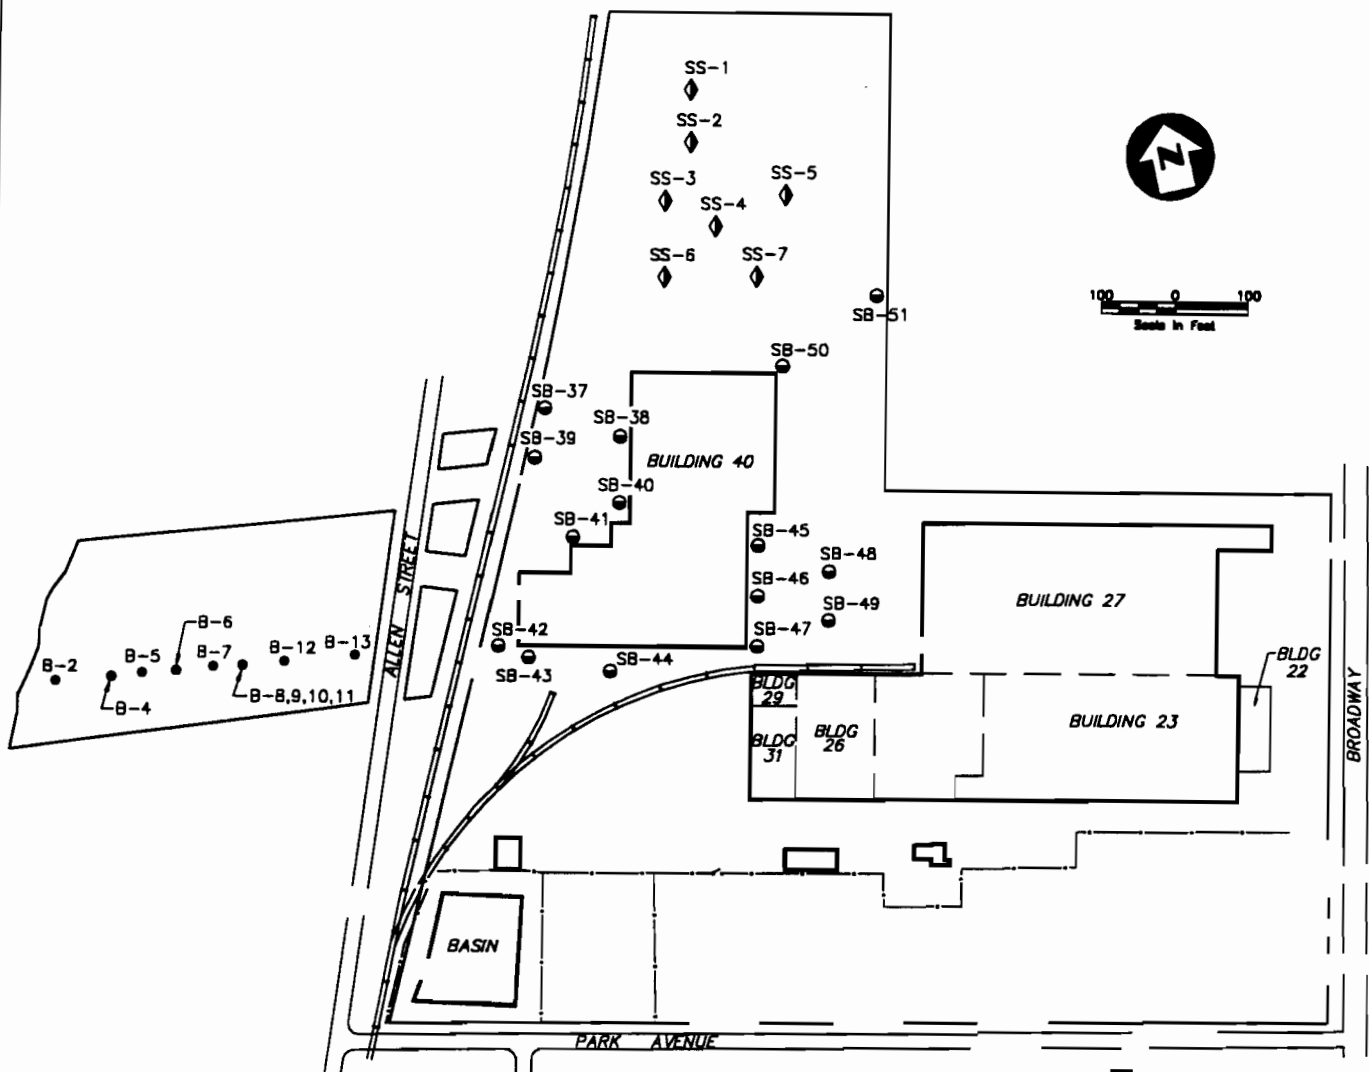 SS-1
SS-2
SS-3
SS-5
SS-4
SS-6
SS-7
N
100 0 100
Scale in Feet
SB-51
SB-50
SB-37
SB-38
SB-39
BUILDING 40
SB-40
SB-41
SB-45
SB-48
SB-46
SB-49
SB-47
SB-42
SB-43
SB-44
BUILDING 27
ALLEN STREET
B-2
B-4
B-5
B-6
B-7
B-8,9,10,11
B-12
B-13
BLDG
22
BLDG
29
BLDG
31
BLDG
26
BUILDING 23
BROADWAY
BASIN
PARK AVENUE